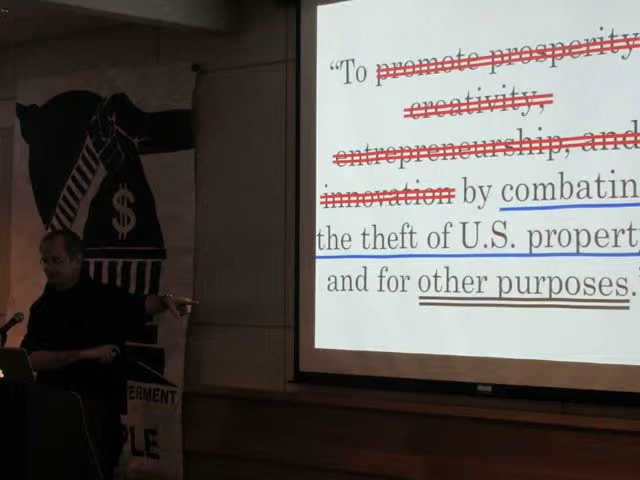 “To promote prosperity
creativity,
entrepreneurship, and
innovation by combatin
the theft of U.S. propert
and for other purposes.
$
ERMENT
PLE